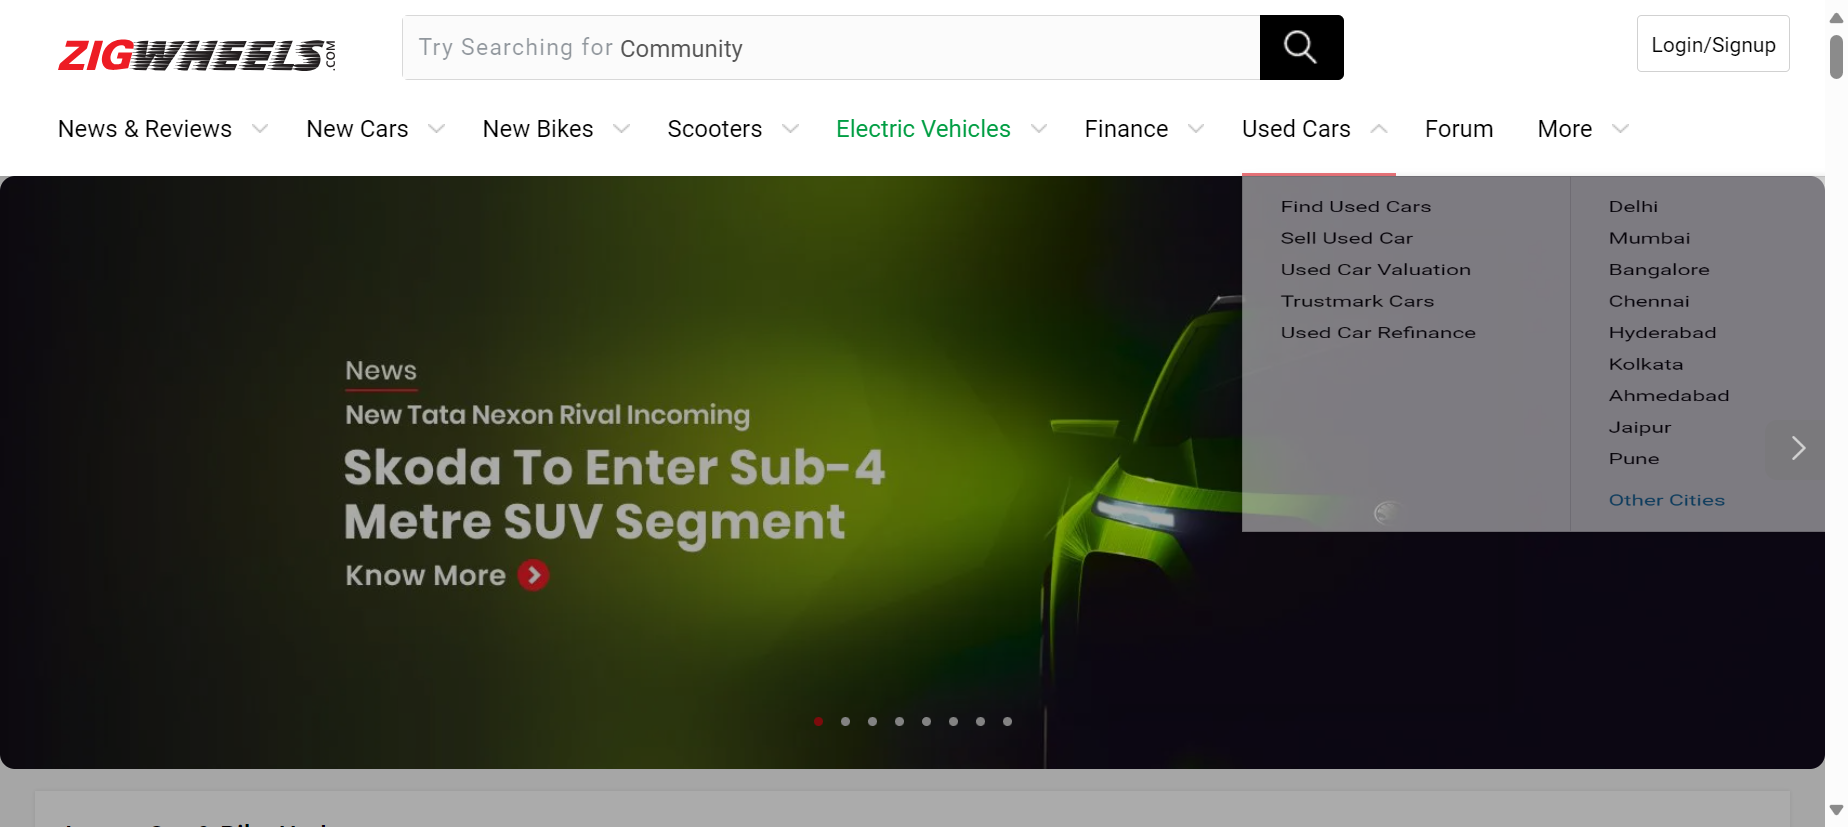 ZIGWHEELS.COM
Try Searching for Community
Login/Signup
News & Reviews
New Cars
New Bikes
Scooters
Electric Vehicles
Finance
Used Cars
Forum
More
Find Used Cars
Sell Used Car
Used Car Valuation
Trustmark Cars
Used Car Refinance
Delhi
Mumbai
Bangalore
Chennai
Hyderabad
Kolkata
Ahmedabad
Jaipur
Pune
Other Cities
News
New Tata Nexon Rival Incoming
Skoda To Enter Sub-4
Metre SUV Segment
Know More